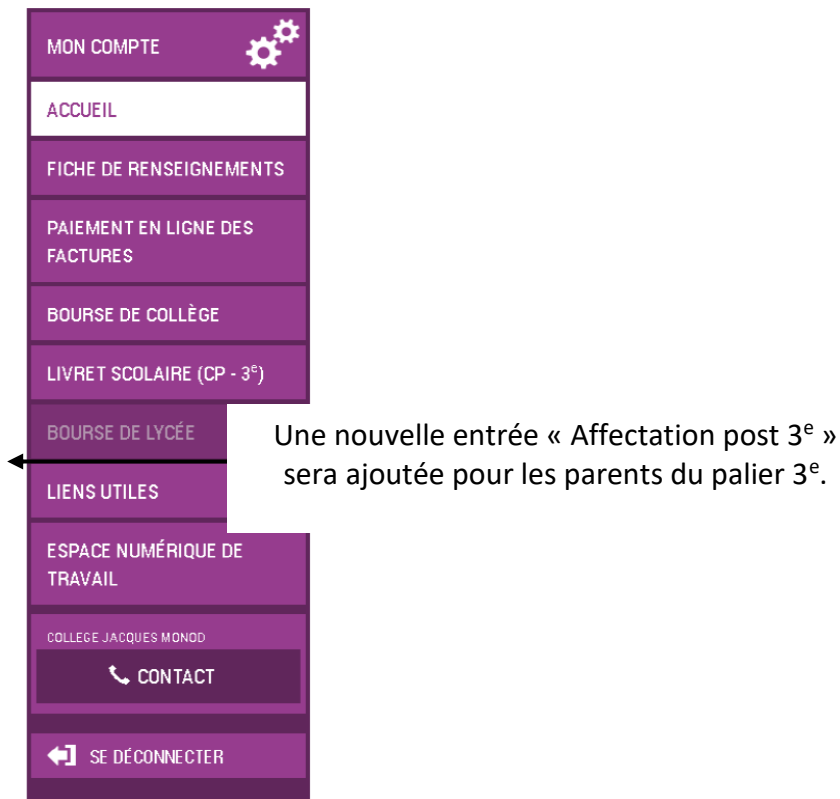 MON COMPTE
ACCUEIL
FICHE DE RENSEIGNEMENTS
PAIEMENT EN LIGNE DES
FACTURES
BOURSE DE COLLÈGE
LIVRET SCOLAIRE (CP - 3ᵉ)
BOURSE DE LYCÉE
Une nouvelle entrée « Affectation post 3ᵉ »
sera ajoutée pour les parents du palier 3ᵉ.
LIENS UTILES
ESPACE NUMÉRIQUE DE
TRAVAIL
COLLEGE JACQUES MONOD
CONTACT
SE DÉCONNECTER